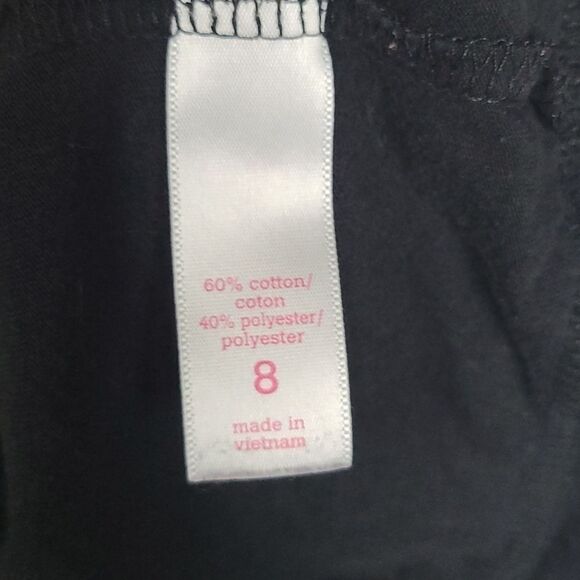 60% cotton/
coton
40% polyester/
polyester
8
made in
vietnam